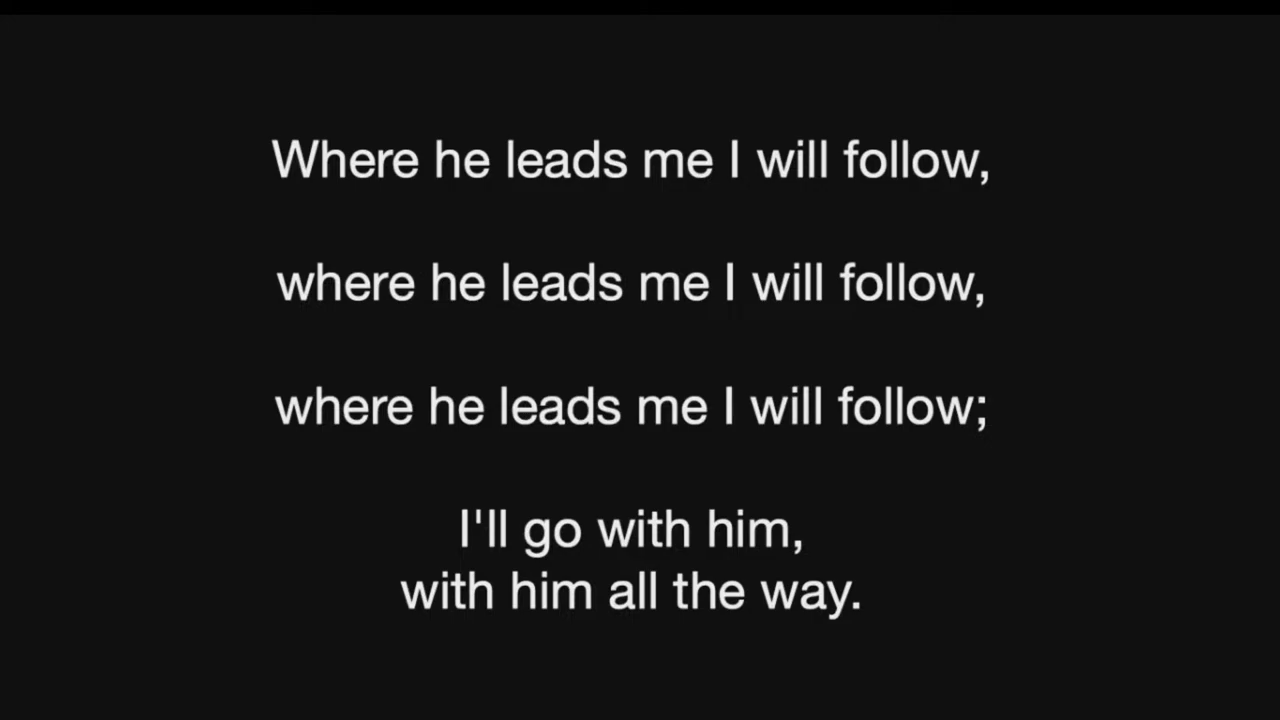 Where he leads me I will follow,
where he leads me I will follow,
where he leads me I will follow;
I'll go with him,
with him all the way.